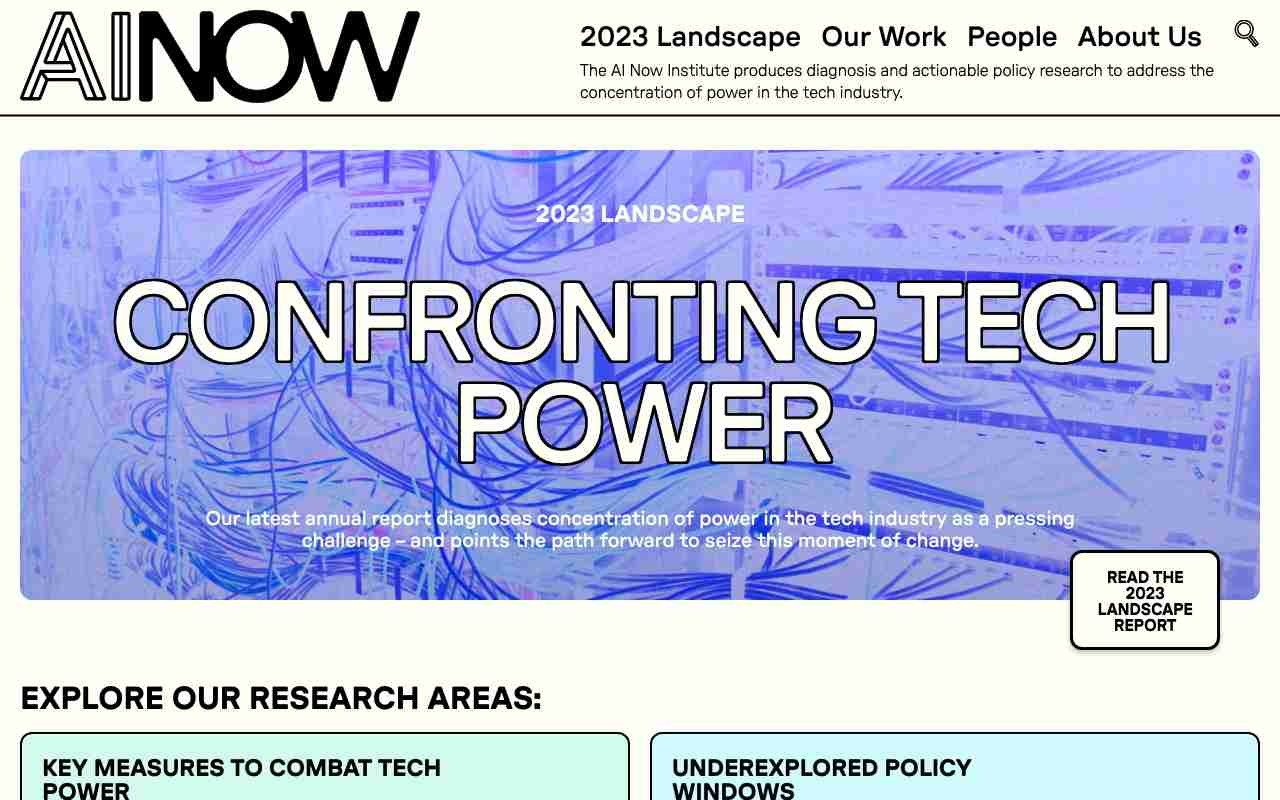 AINOW
2023 Landscape Our Work People About Us
The AI Now Institute produces diagnosis and actionable policy research to address the
concentration of power in the tech industry.
2023 LANDSCAPE
CONFRONTING TECH
POWER
Our latest annual report diagnoses concentration of power in the tech industry as a pressing
challenge – and points the path forward to seize this moment of change.
READ THE
2023
LANDSCAPE
REPORT
EXPLORE OUR RESEARCH AREAS:
KEY MEASURES TO COMBAT TECH
POWER
UNDEREXPLORED POLICY
WINDOWS